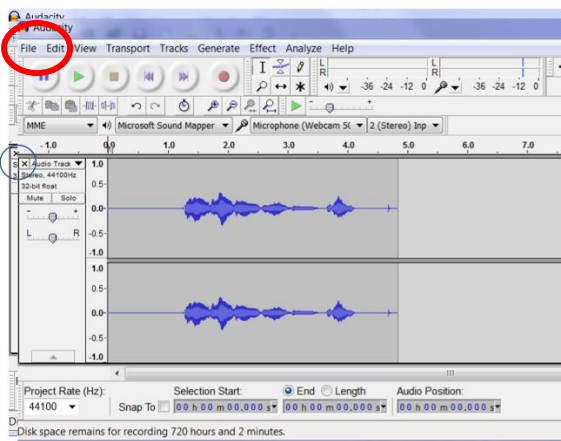 Audacity
Audacity
File Edit View Transport Tracks Generate Effect Analyze Help
L
R
-36 -24 -12 0
L
R
-36 -24 -12 0
MME
Microsoft Sound Mapper
Microphone (Webcam 5(
2 (Stereo) Inp
- 1.0 0,0 1.0 2.0 3.0 4.0 5.0 6.0 7.0
X Audio Track
Stereo, 44100Hz
32-bit float
Mute Solo
- +
L R
1.0
0.5-
0.0-
-0.5-
-1.0
1.0
0.5-
0.0-
-0.5-
-1.0
Project Rate (Hz): Selection Start: End Length Audio Position:
44100 Snap To 00 h 00 m 00,000 s 00 h 00 m 00,000 s 00 h 00 m 00,000 s
Disk space remains for recording 720 hours and 2 minutes.